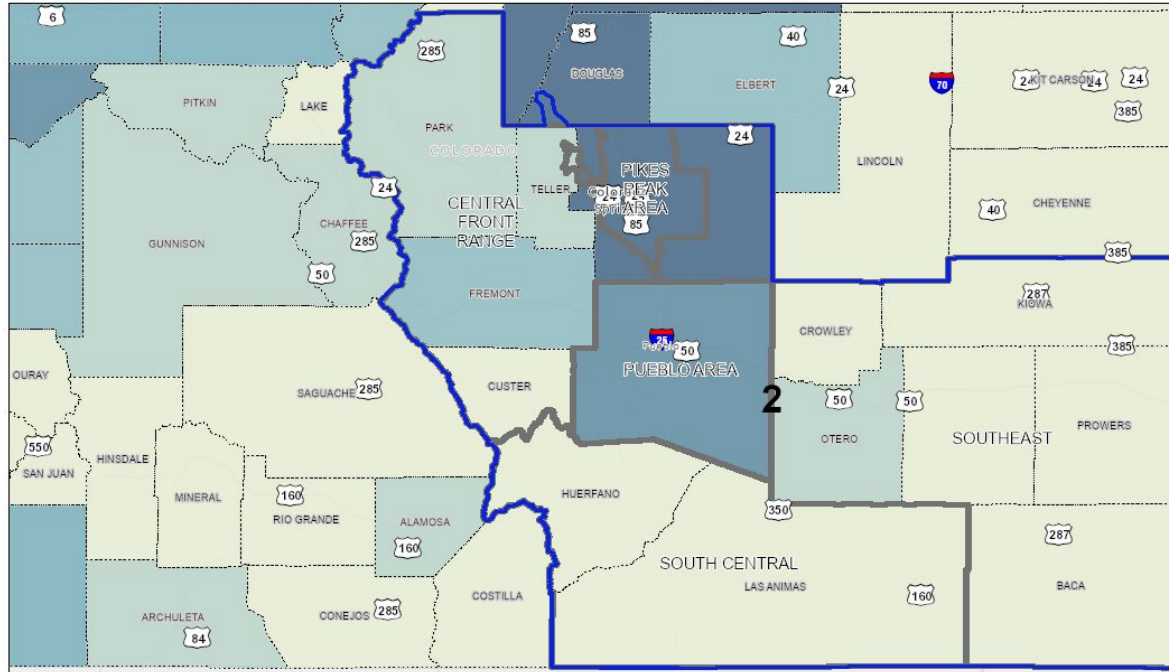 6
85
40
285
DOUGLAS
ELBERT
70
24
24
24
KIT CARSON
24
385
PITKIN
LAKE
PARK
COLORADO
24
LINCOLN
TELLER
PIKES
PEAK
AREA
24
85
24
CENTRAL
FRONT
RANGE
CHAFFEE
285
GUNNISON
50
40
CHEYENNE
385
FREMONT
287
KIOWA
CROWLEY
385
25
50
PUEBLO AREA
OURAY
SAGUACHE
285
CUSTER
2
50
50
OTERO
SOUTHEAST
PROWERS
550
SAN JUAN
HINSDALE
MINERAL
160
RIO GRANDE
ALAMOSA
160
HUERFANO
350
287
SOUTH CENTRAL
LAS ANIMAS
160
BACA
COSTILLA
CONEJOS
285
ARCHULETA
84